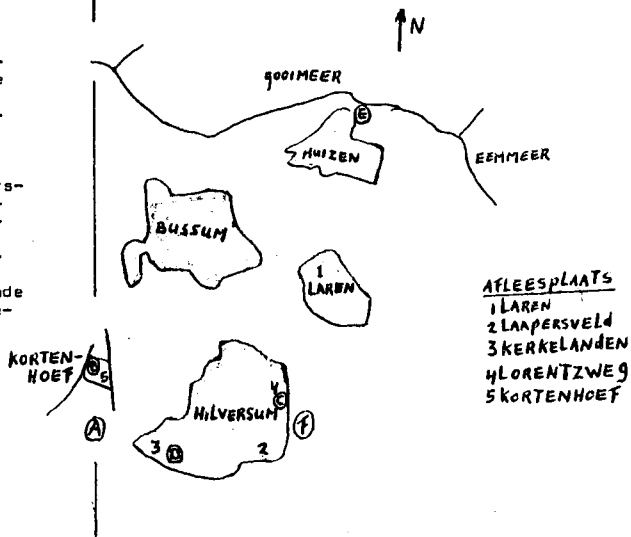 N
GOOIMEER
E
HUIZEN
EEMMEER
s-
BUSSUM
1
LAREN
nde
AFLEESPLAATS
1 LAREN
2 LAAPERSVELD
3 KERKELANDEN
4 LORENTZWEG
5 KORTENHOEF
KORTEN-
HOEF
5
4
C
HILVERSUM
A
F
3
D
2